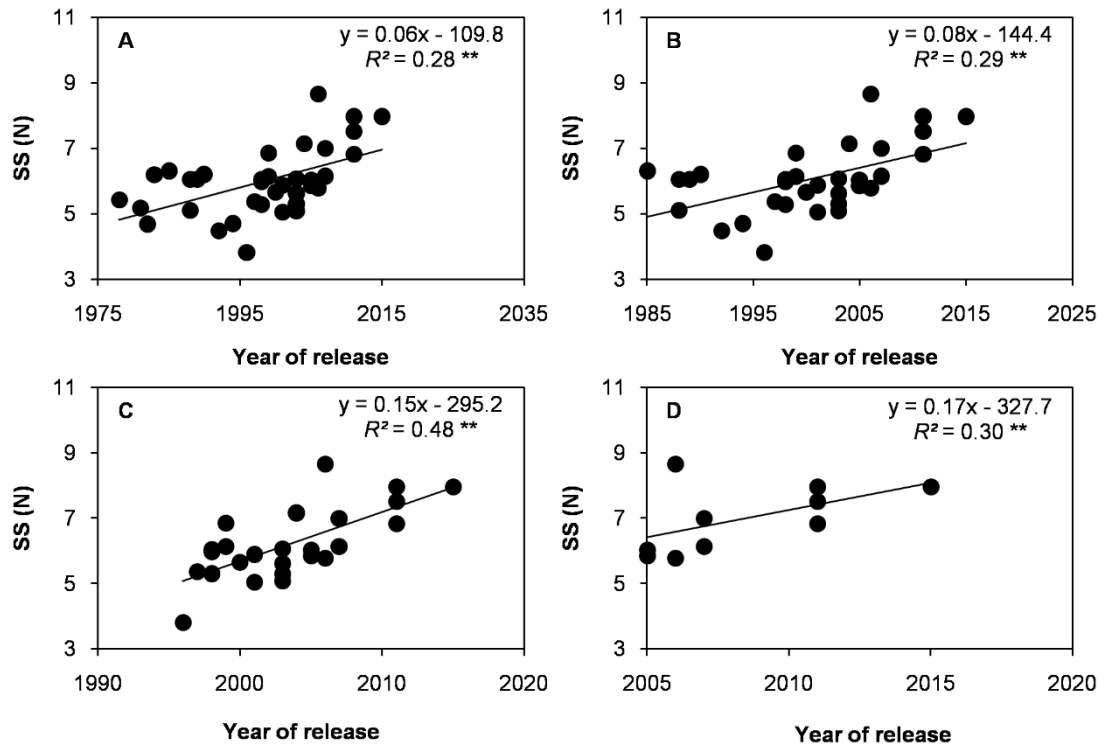 A
y = 0.06x - 109.8
R² = 0.28 **
SS (N)
11
9
7
5
3
1975
1995
2015
2035
Year of release
B
y = 0.08x - 144.4
R² = 0.29 **
SS (N)
11
9
7
5
3
1985
1995
2005
2015
2025
Year of release
C
y = 0.15x - 295.2
R² = 0.48 **
SS (N)
11
9
7
5
3
1990
2000
2010
2020
Year of release
D
y = 0.17x - 327.7
R² = 0.30 **
SS (N)
11
9
7
5
3
2005
2010
2015
2020
Year of release